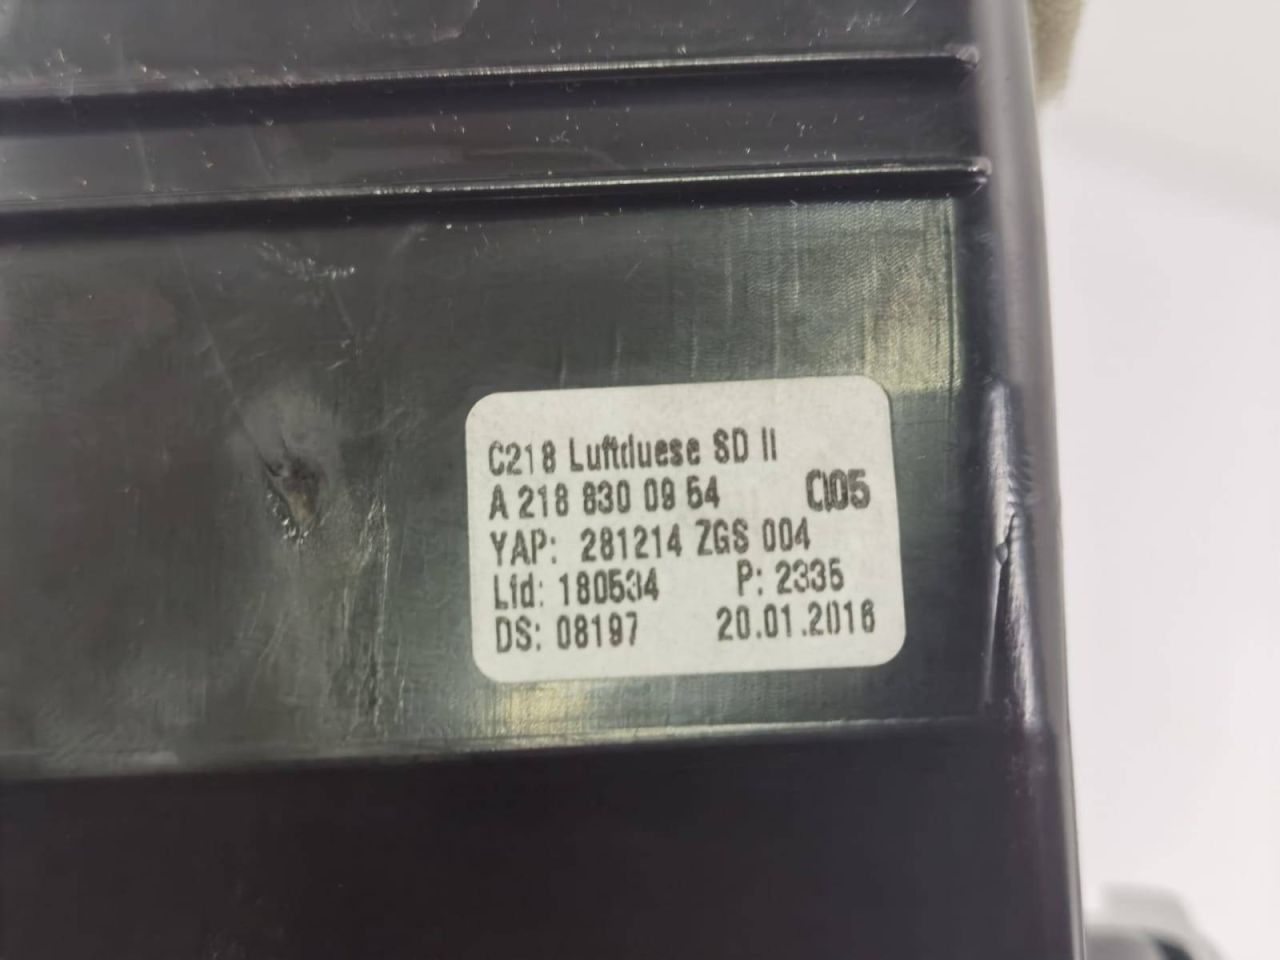 C218 Luftduese SD II
A 218 830 09 54 Q05
YAP: 281214 ZGS 004
Lfd: 180534 P: 2335
DS: 08197 20.01.2016